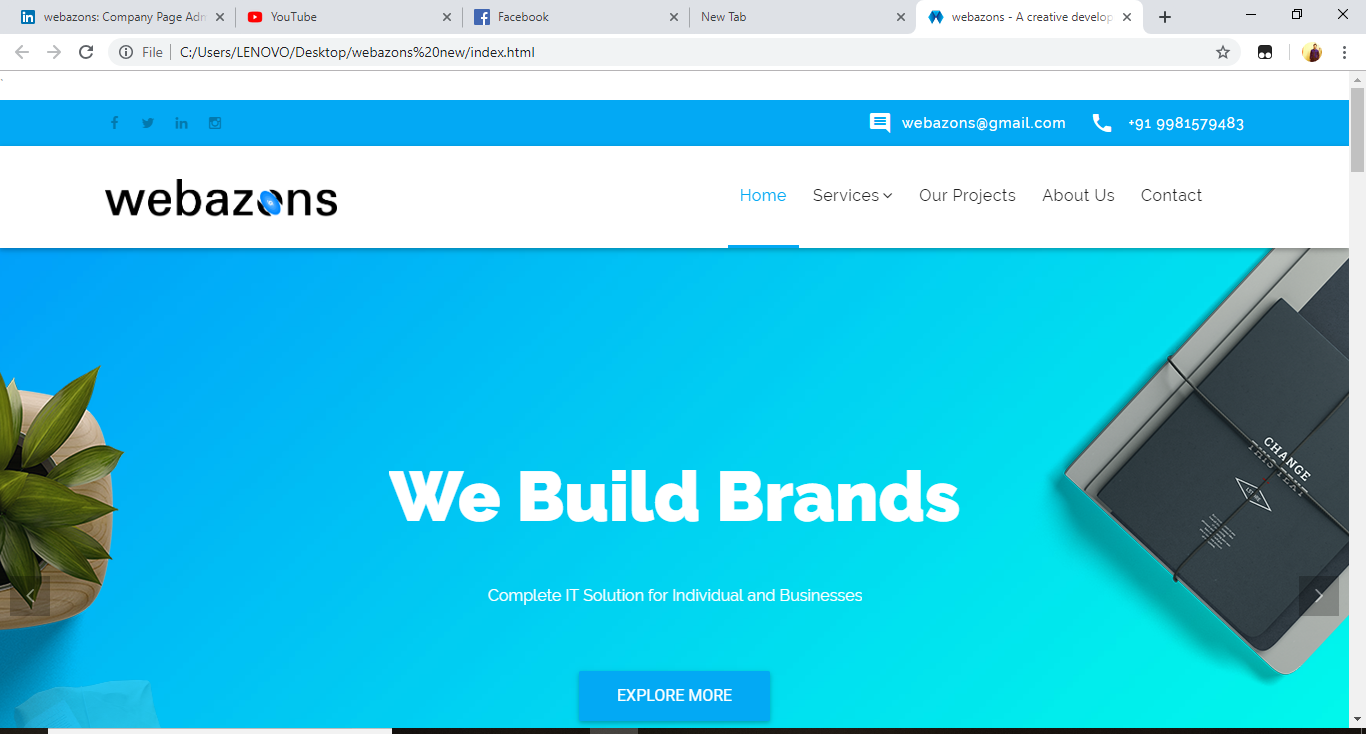 webazons: Company Page Adm
YouTube
Facebook
New Tab
webazons - A creative develop
File
C:/Users/LENOVO/Desktop/webazons%20new/index.html
`
webazons@gmail.com
+91 9981579483
webazons
Home
Services
Our Projects
About Us
Contact
CHANGE
THIS TEXT
We Build Brands
Complete IT Solution for Individual and Businesses
EXPLORE MORE